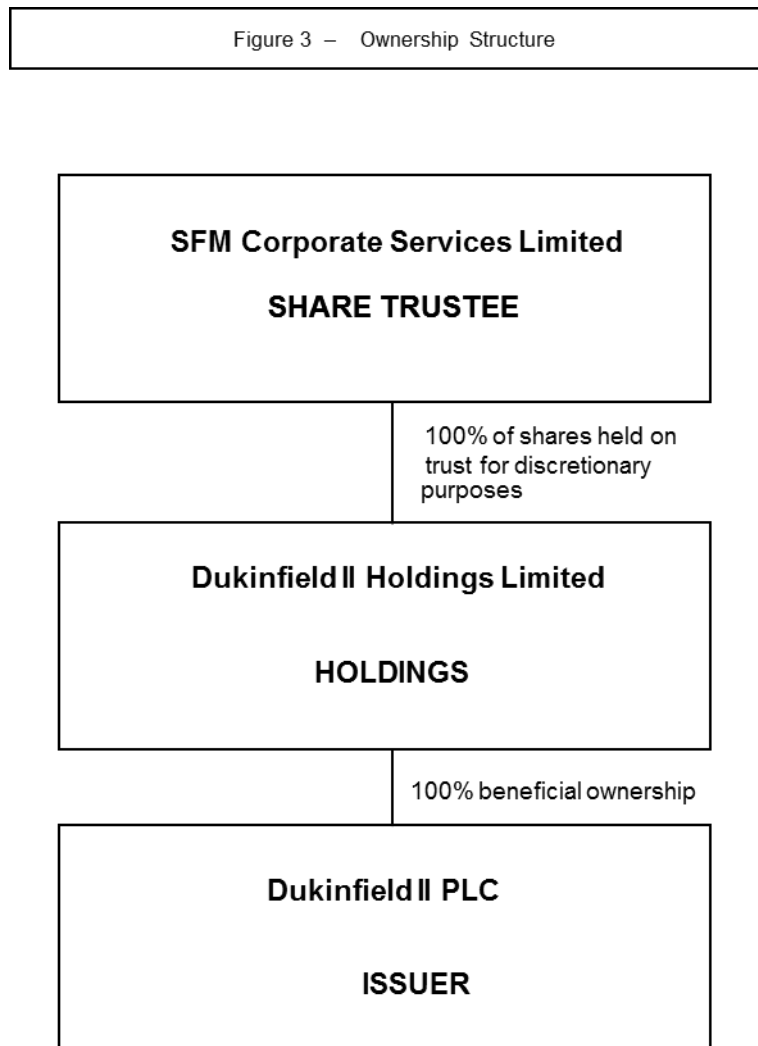 Figure 3 – Ownership Structure
SFM Corporate Services Limited
SHARE TRUSTEE
100% of shares held on
trust for discretionary
purposes
Dukinfield II Holdings Limited
HOLDINGS
100% beneficial ownership
Dukinfield II PLC
ISSUER